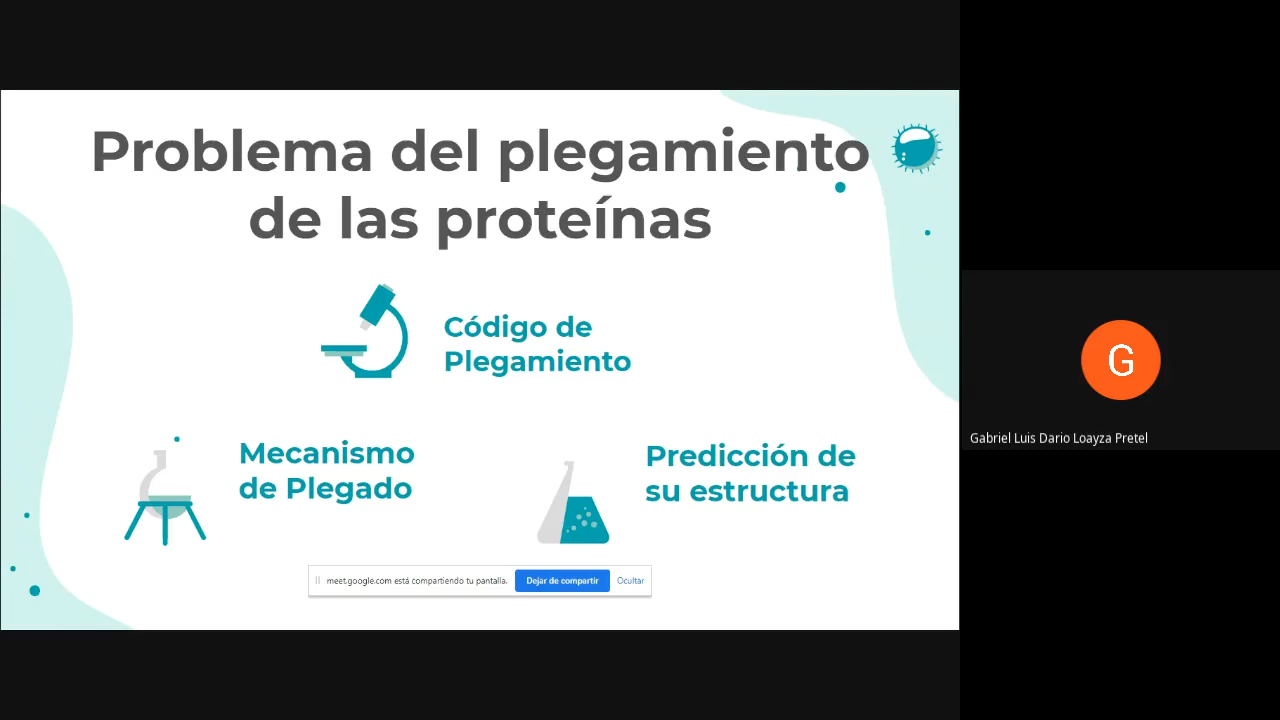 Problema del plegamiento
de las proteínas
Código de
Plegamiento
Mecanismo
de Plegado
Predicción de
su estructura
meet.google.com está compartiendo tu pantalla.
Dejar de compartir
Ocultar
G
Gabriel Luis Dario Loayza Pretel